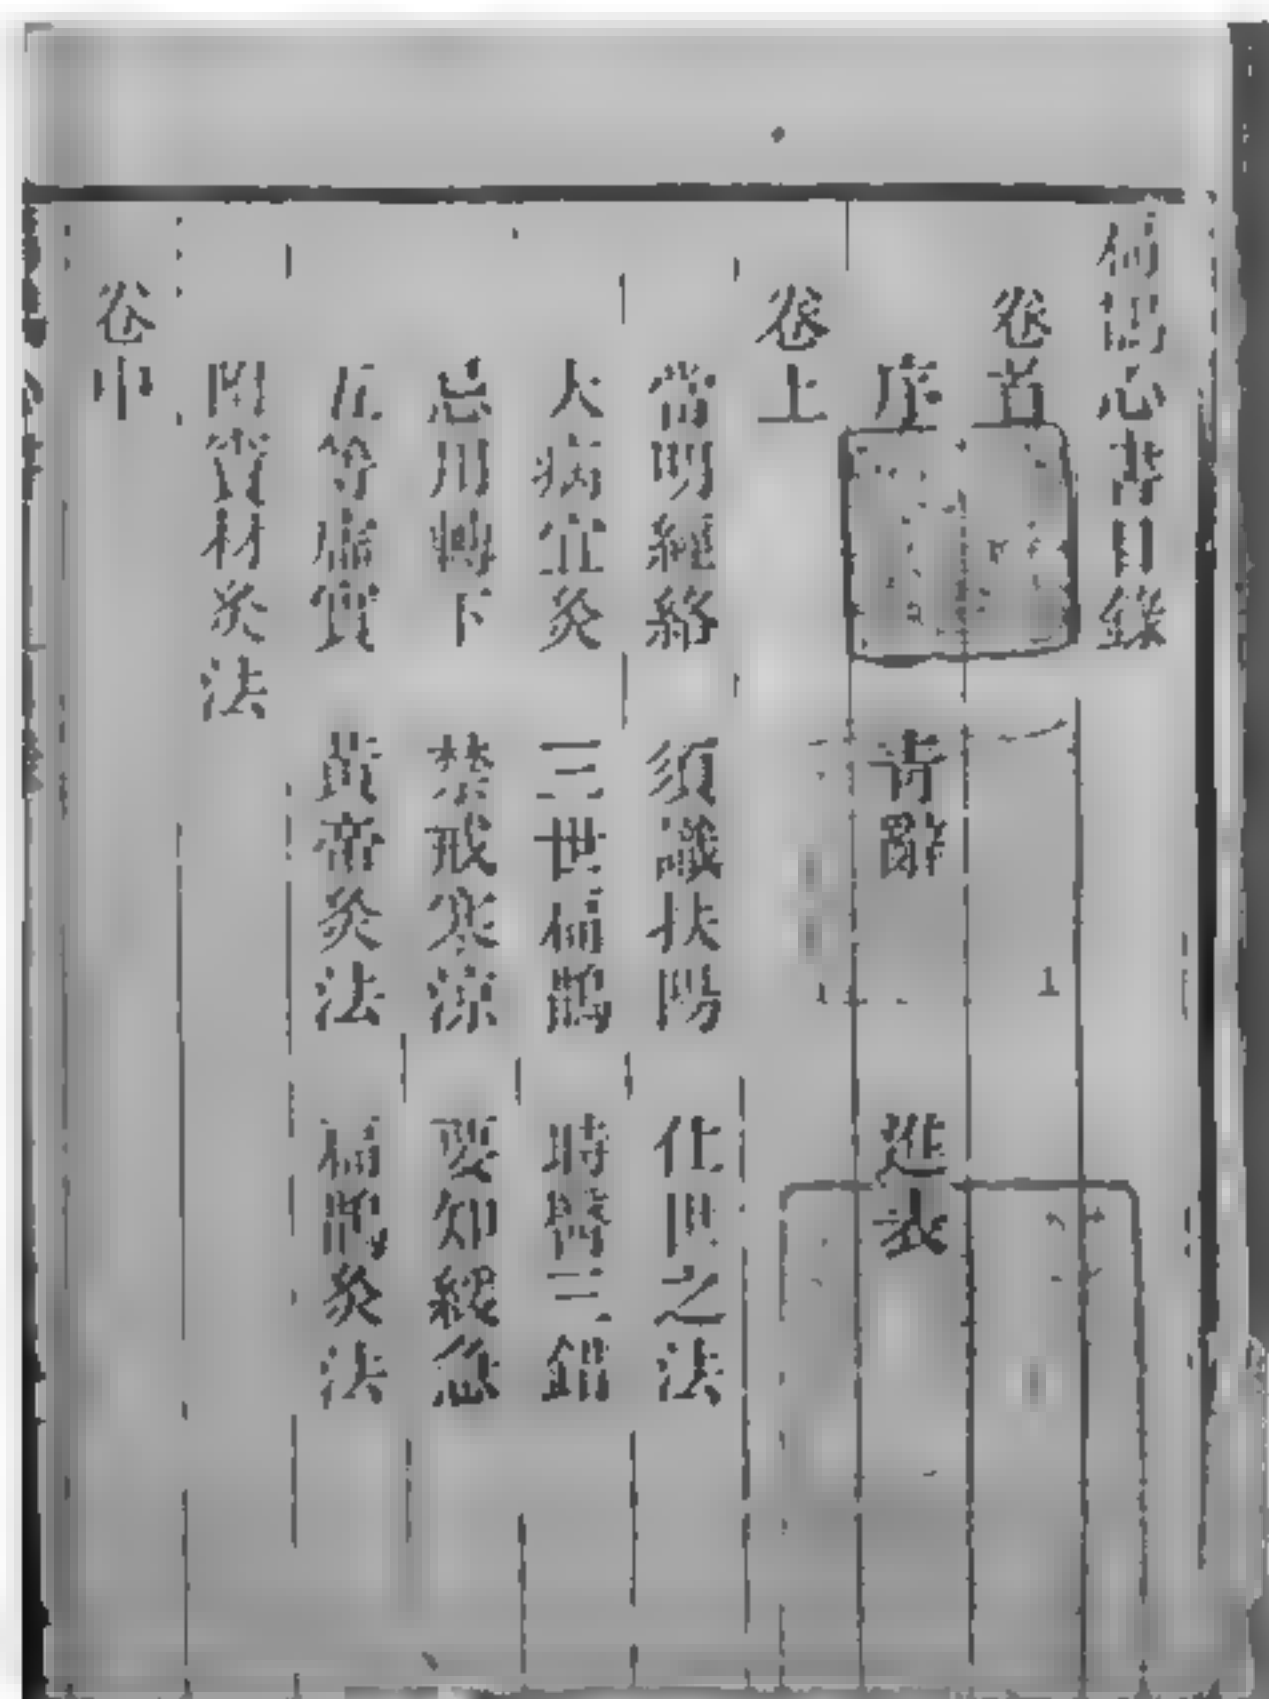 扁鵲心書目錄
卷首
序 青辭 進表
卷上
當明經絡 須識扶陽 住世之法
大病宜灸 三世扁鵲 時醫三錯
忌用轉下 禁戒寒涼 要知緩急
五等虛實 黃帝灸法 扁鵲灸法
竇材灸法
卷中